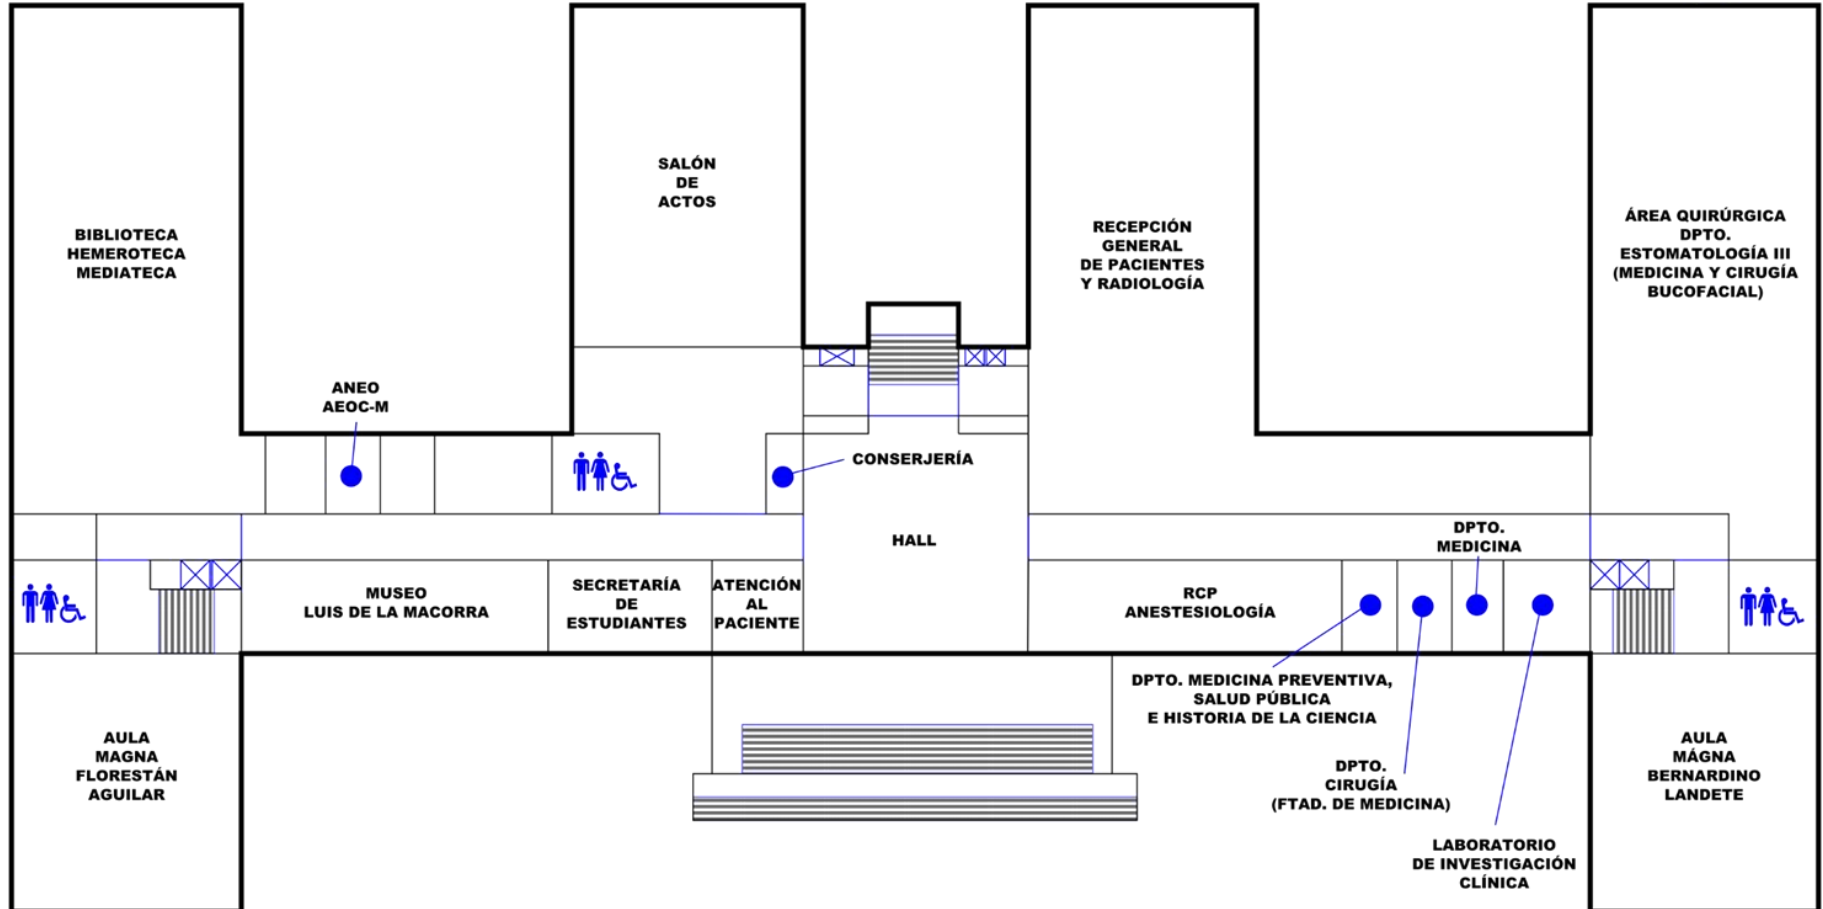 BIBLIOTECA
HEMEROTECA
MEDIATECA
SALÓN
DE
ACTOS
RECEPCIÓN
GENERAL
DE PACIENTES
Y RADIOLOGÍA
ÁREA QUIRÚRGICA
DPTO.
ESTOMATOLOGÍA III
(MEDICINA Y CIRUGÍA
BUCOFACIAL)
ANEO
AEOC-M
CONSERJERÍA
HALL
DPTO.
MEDICINA
MUSEO
LUIS DE LA MACORRA
SECRETARÍA
DE
ESTUDIANTES
ATENCIÓN
AL
PACIENTE
RCP
ANESTESIOLOGÍA
DPTO. MEDICINA PREVENTIVA,
SALUD PÚBLICA
E HISTORIA DE LA CIENCIA
DPTO.
CIRUGÍA
(FTAD. DE MEDICINA)
LABORATORIO
DE INVESTIGACIÓN
CLÍNICA
AULA
MAGNA
FLORESTÁN
AGUILAR
AULA
MÁGNA
BERNARDINO
LANDETE